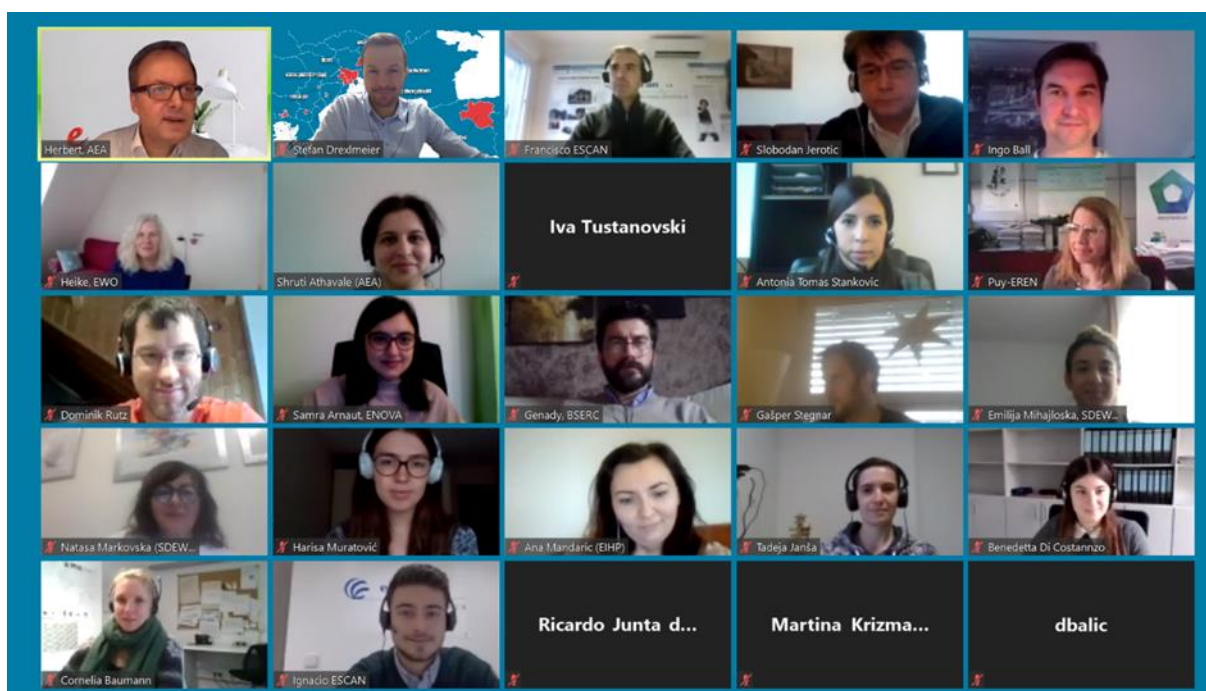 Herbert, AEA
Stefan Drexlmeier
Francisco ESCAN
Slobodan Jerotic
Ingo Ball
Heike, EWO
Shruti Athavale (AEA)
Iva Tustanovski
Antonia Tomas Stankovic
Puy-EREN
Dominik Rutz
Samra Arnaut, ENOVA
Genady, BSERC
Gašper Stegnar
Emilija Mihajloska, SDEW...
Natasa Markovska (SDEW...
Harisa Muratović
Ana Mandaric (EIHP)
Tadeja Janša
Benedetta Di Costannzo
Cornelia Baumann
Ignacio ESCAN
Ricardo Junta d...
Martina Krizma...
dbalic